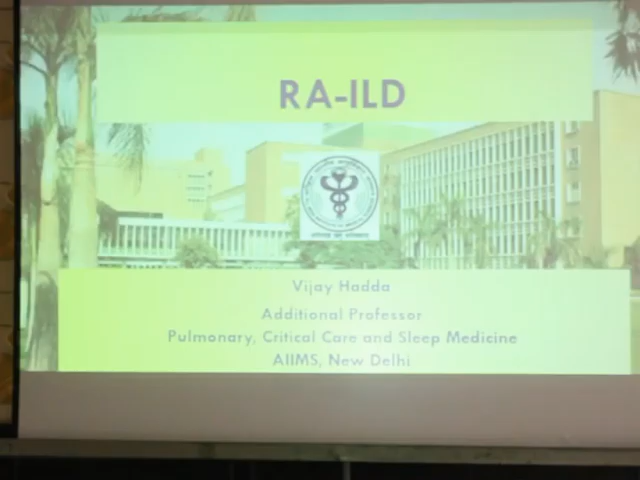 RA-ILD
Vijay Hadda
Additional Professor
Pulmonary, Critical Care and Sleep Medicine
AIIMS, New Delhi